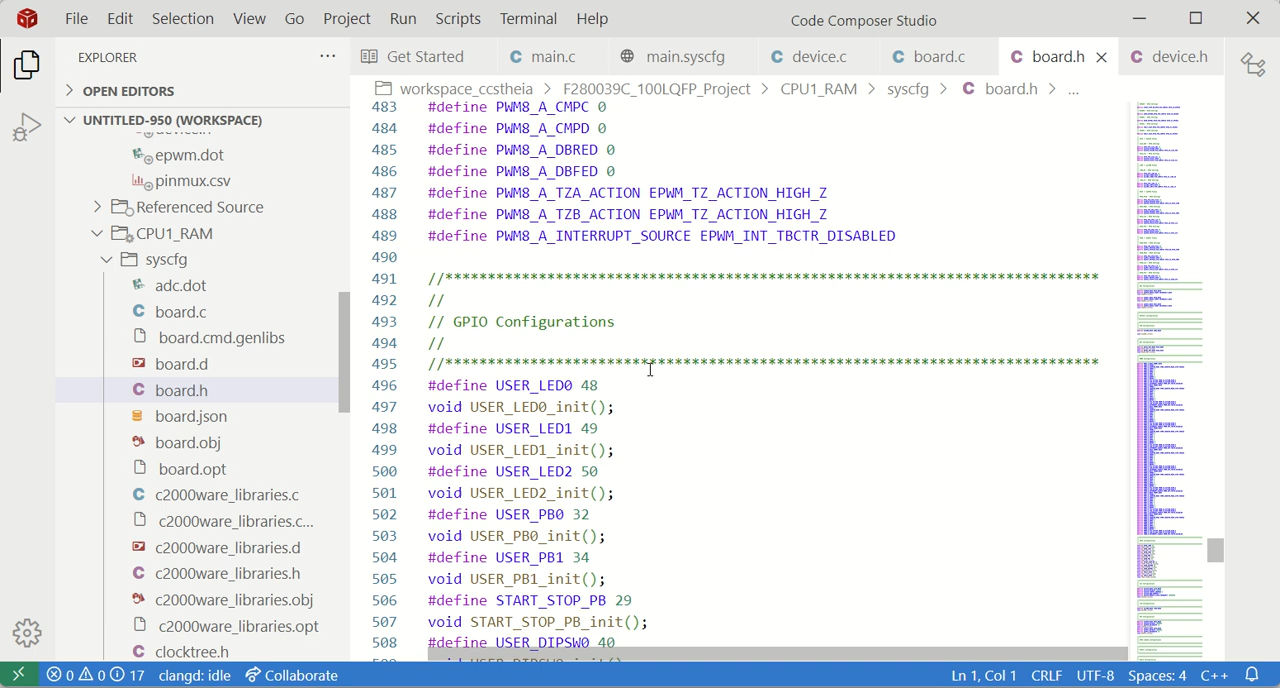 File Edit Selection View Go Project Run Scripts Terminal Help
Code Composer Studio
EXPLORER
Get Started
main.c
main.syscfg
device.c
board.c
board.h
device.h
OPEN EDITORS
workspace_ccstheia > F280039C_100LQFP_Project > CPU1_RAM > syscfg > board.h > ...
UNTITLED-950 (WORKSPACE)
epwm.dot
pinmux.csv
Referenced Source
CPU1_RAM
syscfg
adc.dot
board.c
board.cmd.genlibs
board.d
board.h
board.json
board.obj
board.opt
c2000ware_libraries.c
c2000ware_libraries.c...
c2000ware_libraries.d
c2000ware_libraries.h
c2000ware_libraries.obj
c2000ware_libraries.opt
clocktree.h
483 #define PWM8_A_CMPC 0
484 #define PWM8_A_CMPD 0
485 #define PWM8_A_DBRED 0
486 #define PWM8_A_DBFED 0
487 #define PWM8_A_TZA_ACTION EPWM_TZ_ACTION_HIGH_Z
488 #define PWM8_A_TZB_ACTION EPWM_TZ_ACTION_HIGH_Z
489 #define PWM8_A_INTERRUPT_SOURCE EPWM_INT_TBCTR_DISABLED
490
491
492 //
493 // GPIO Configurations
494 //
495
496 #define USER_LED0 48
497 void USER_LED0_init();
498 #define USER_LED1 49
499 void USER_LED1_init();
500 #define USER_LED2 50
501 void USER_LED2_init();
502 #define USER_PB0 32
503 void USER_PB0_init();
504 #define USER_PB1 34
505 void USER_PB1_init();
506 #define START_STOP_PB 29
507 void START_STOP_PB_init();
508 #define USER_DIPSW0 40
0 0 17 clangd: idle Collaborate
Ln 1, Col 1 CRLF UTF-8 Spaces: 4 C++